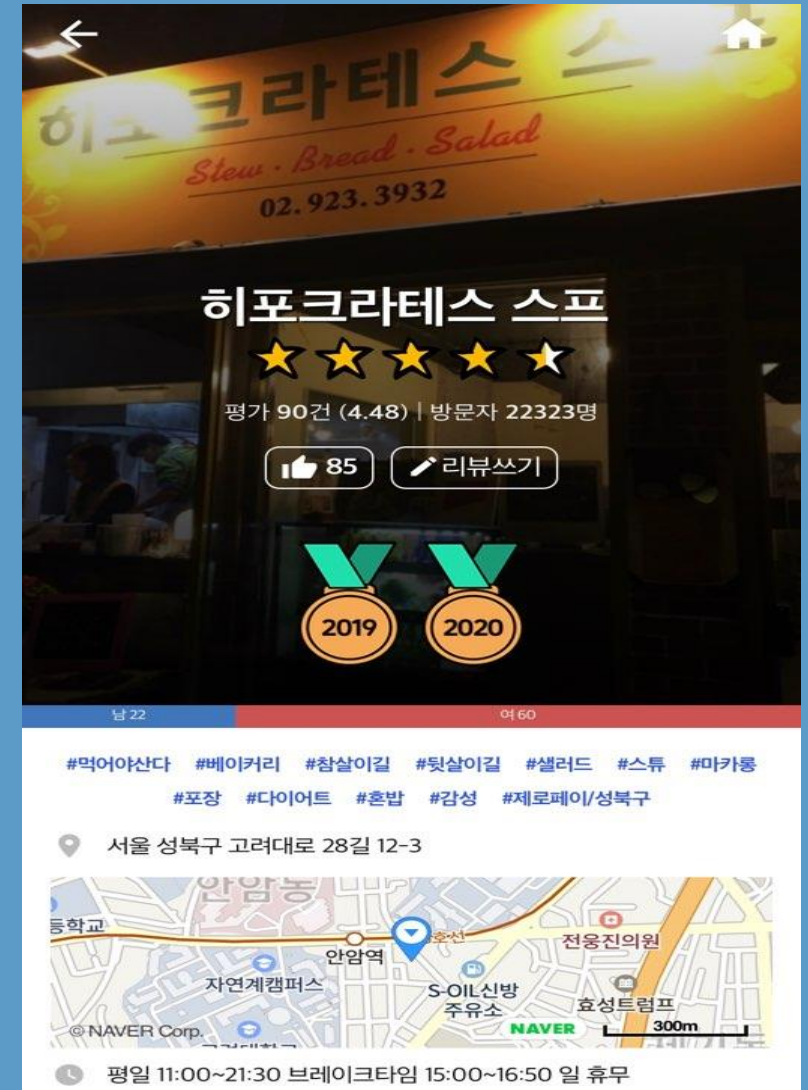 히포크라테스 스프
Stew · Bread · Salad
02.923.3932
히포크라테스 스프
평가 90건 (4.48) | 방문자 22323명
85
리뷰쓰기
2019
2020
남 22
여 60
#먹어야산다 #베이커리 #참살이길 #뒷살이길 #샐러드 #스튜 #마카롱
#포장 #다이어트 #혼밥 #감성 #제로페이/성북구
서울 성북구 고려대로 28길 12-3
안암동
등학교
호선
안암역
전웅진의원
자연계캠퍼스
S-OIL신방
주유소
효성트럼프
© NAVER Corp.
NAVER
300m
평일 11:00~21:30 브레이크타임 15:00~16:50 일 휴무